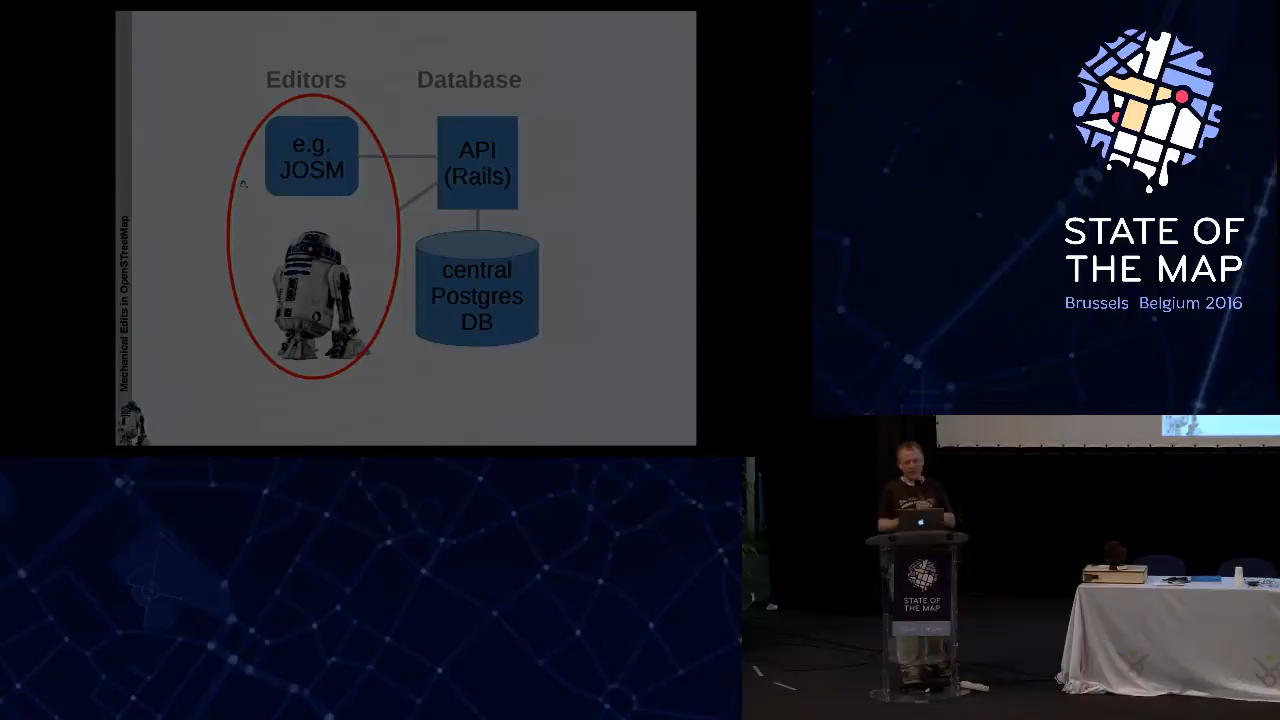 Editors
Database
e.g.
JOSM
API
(Rails)
central
Postgres
DB
Mechanical Edits in OpenSTreetMap
STATE OF
THE MAP
Brussels Belgium 2016
STATE OF
THE MAP